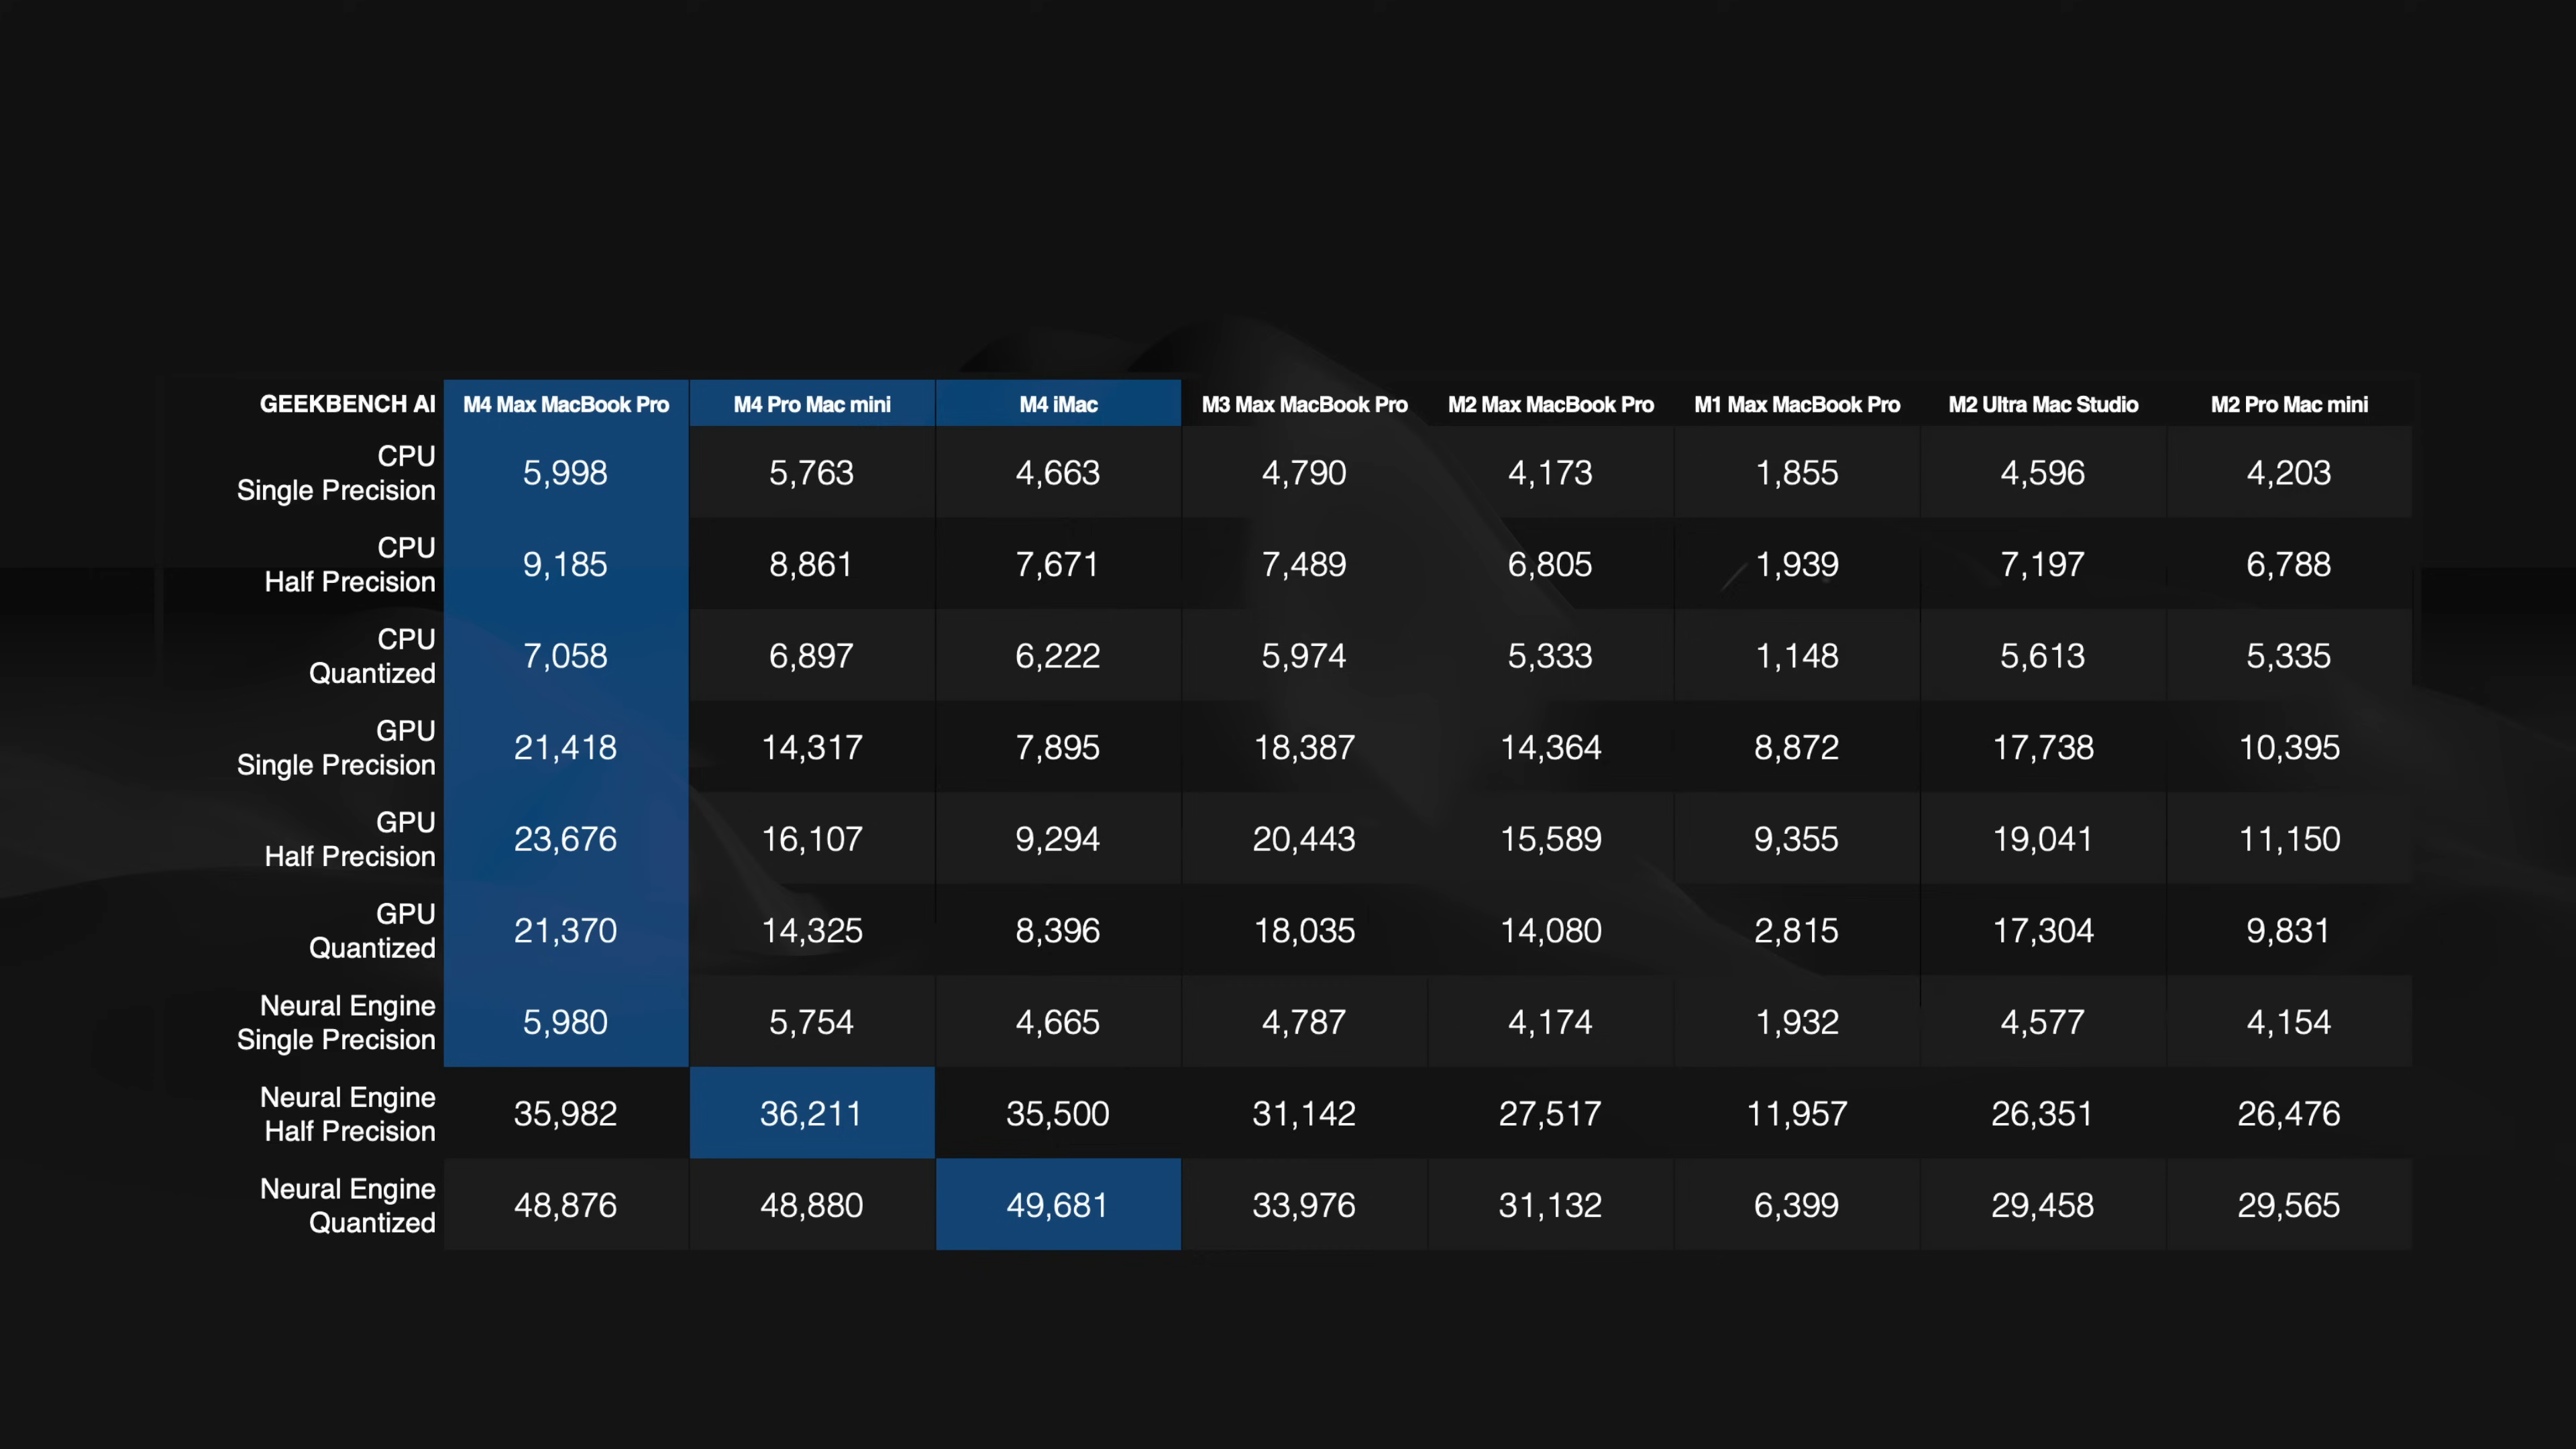 GEEKBENCH AI M4 Max MacBook Pro M4 Pro Mac mini M4 iMac M3 Max MacBook Pro M2 Max MacBook Pro M1 Max MacBook Pro M2 Ultra Mac Studio M2 Pro Mac mini
CPU
Single Precision 5,998 5,763 4,663 4,790 4,173 1,855 4,596 4,203
CPU
Half Precision 9,185 8,861 7,671 7,489 6,805 1,939 7,197 6,788
CPU
Quantized 7,058 6,897 6,222 5,974 5,333 1,148 5,613 5,335
GPU
Single Precision 21,418 14,317 7,895 18,387 14,364 8,872 17,738 10,395
GPU
Half Precision 23,676 16,107 9,294 20,443 15,589 9,355 19,041 11,150
GPU
Quantized 21,370 14,325 8,396 18,035 14,080 2,815 17,304 9,831
Neural Engine
Single Precision 5,980 5,754 4,665 4,787 4,174 1,932 4,577 4,154
Neural Engine
Half Precision 35,982 36,211 35,500 31,142 27,517 11,957 26,351 26,476
Neural Engine
Quantized 48,876 48,880 49,681 33,976 31,132 6,399 29,458 29,565